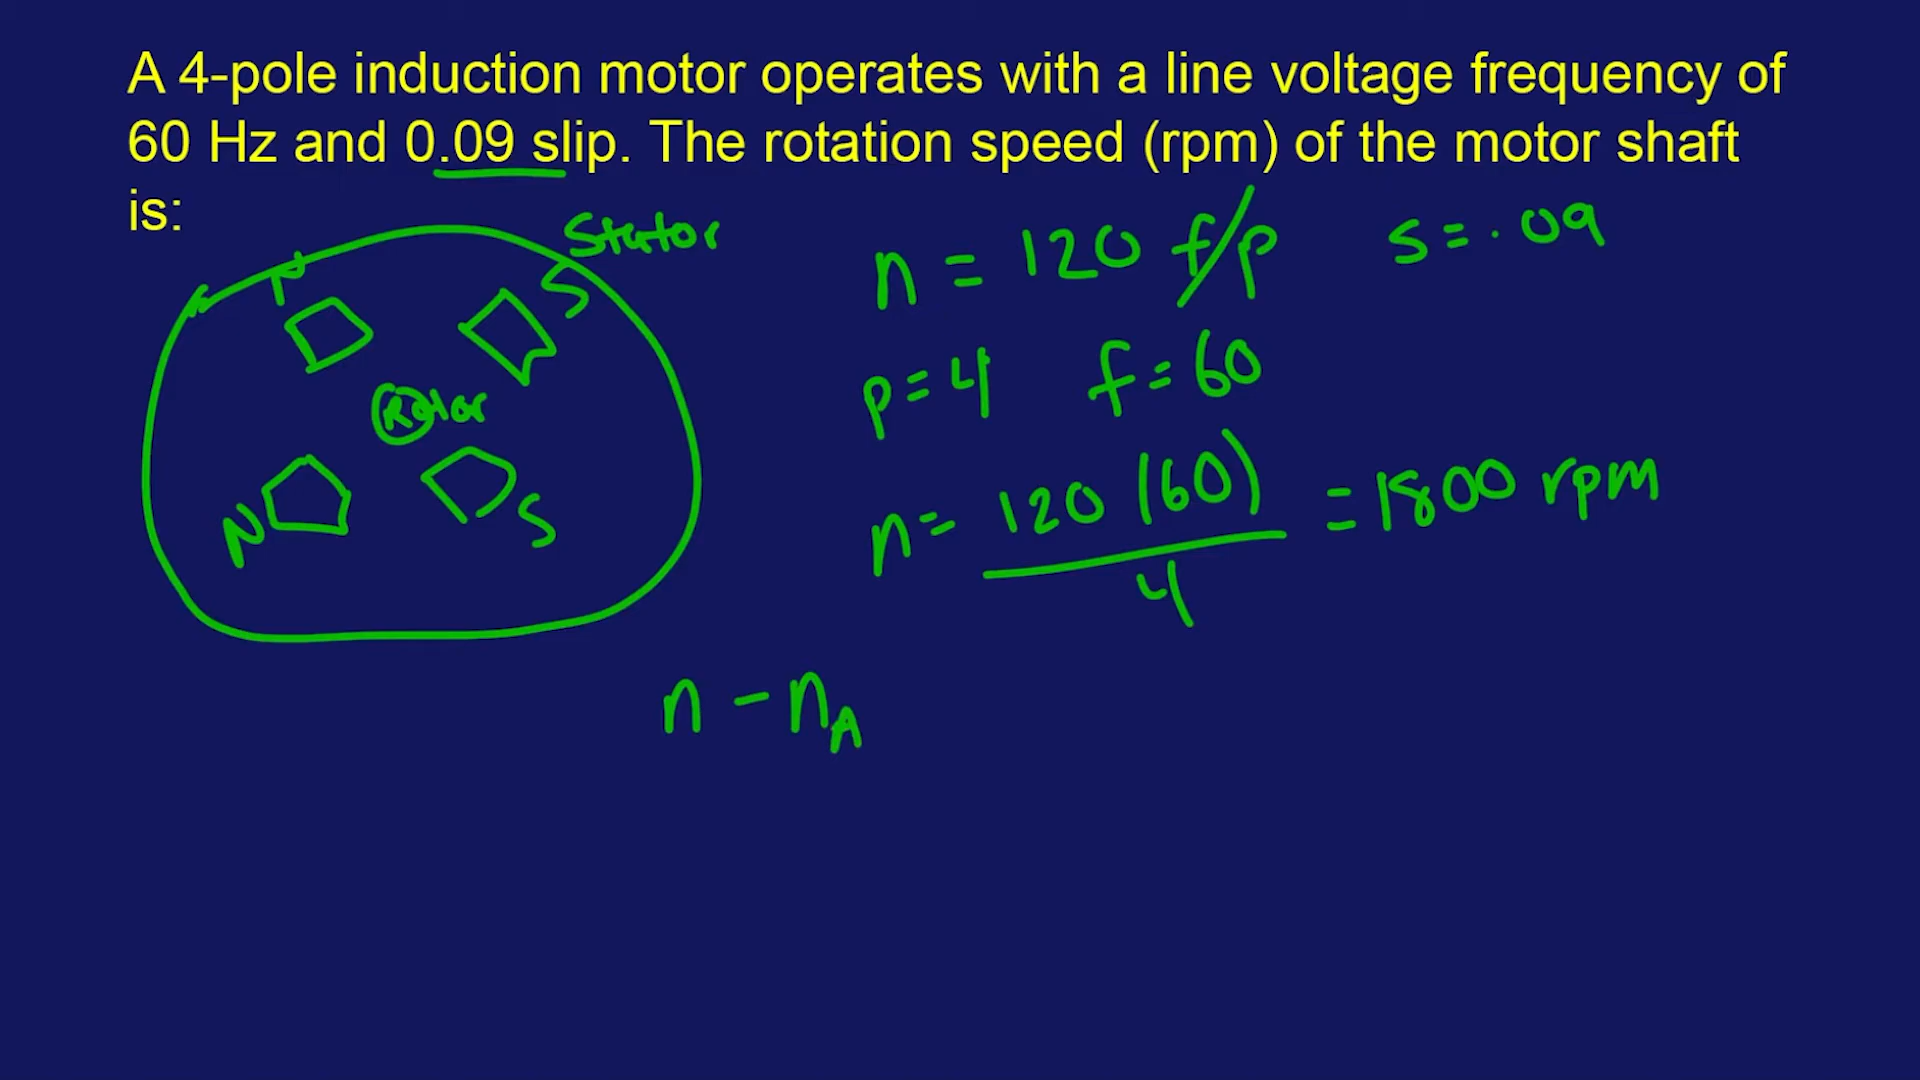 A 4-pole induction motor operates with a line voltage frequency of
60 Hz and 0.09 slip. The rotation speed (rpm) of the motor shaft
is:
Stator
N
S
Rotor
N
S
n = 120 f/p
s = .09
p = 4 f = 60
n = 120 (60) / 4 = 1800 rpm
n - nA